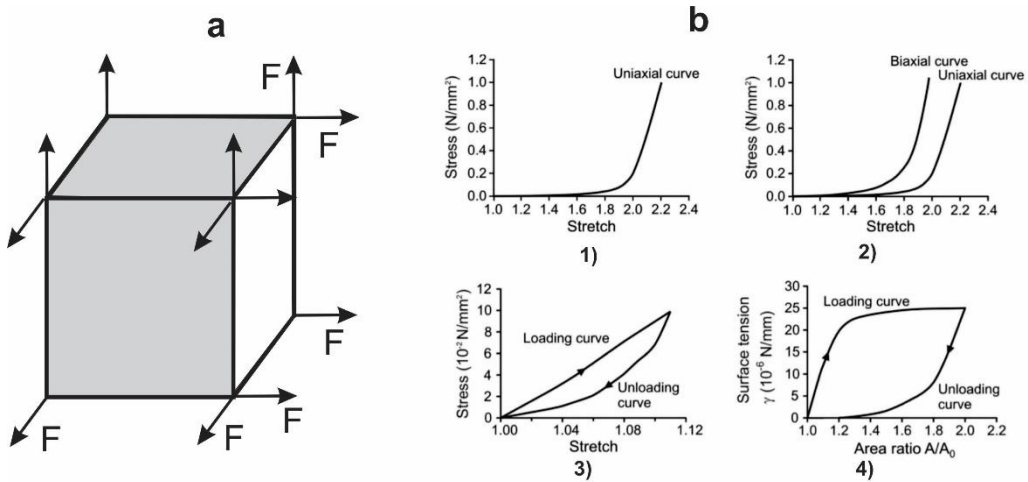 a
F
F
F
F
F
F
b
Stress (N/mm²)
1.2
1.0
0.8
0.6
0.4
0.2
0.0
Uniaxial curve
1.0 1.2 1.4 1.6 1.8 2.0 2.2 2.4
Stretch
1)
Stress (N/mm²)
1.2
1.0
0.8
0.6
0.4
0.2
0.0
Biaxial curve
Uniaxial curve
1.0 1.2 1.4 1.6 1.8 2.0 2.2 2.4
Stretch
2)
Stress (10⁻² N/mm²)
12
10
8
6
4
2
0
Loading curve
Unloading
curve
1.00 1.04 1.08 1.12
Stretch
3)
Surface tension
γ (10⁻⁶ N/mm)
30
25
20
15
10
5
0
Loading curve
Unloading
curve
1.0 1.2 1.4 1.6 1.8 2.0 2.2
Area ratio A/A₀
4)